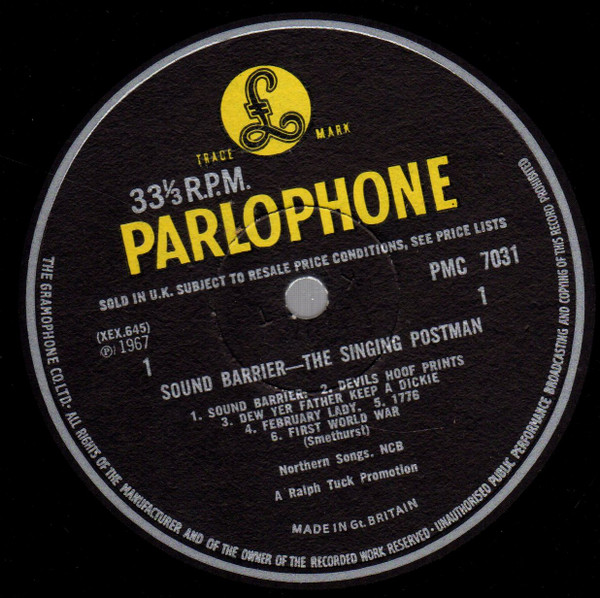 TRADE MARK
33⅓ R.P.M.
PARLOPHONE
SOLD IN U.K. SUBJECT TO RESALE PRICE CONDITIONS, SEE PRICE LISTS
PMC 7031
(XEX.645)
Ⓟ 1967
1
1
SOUND BARRIER—THE SINGING POSTMAN
1. SOUND BARRIER. 2. DEVILS HOOF PRINTS
3. DEW YER FATHER KEEP A DICKIE
4. FEBRUARY LADY. 5. 1776
6. FIRST WORLD WAR
(Smethurst)
Northern Songs. NCB
A Ralph Tuck Promotion
MADE IN Gt. BRITAIN
THE GRAMOPHONE CO. LTD. · ALL RIGHTS OF THE MANUFACTURER AND OF THE OWNER OF THE RECORDED WORK RESERVED · UNAUTHORISED PUBLIC PERFORMANCE BROADCASTING AND COPYING OF THIS RECORD PROHIBITED